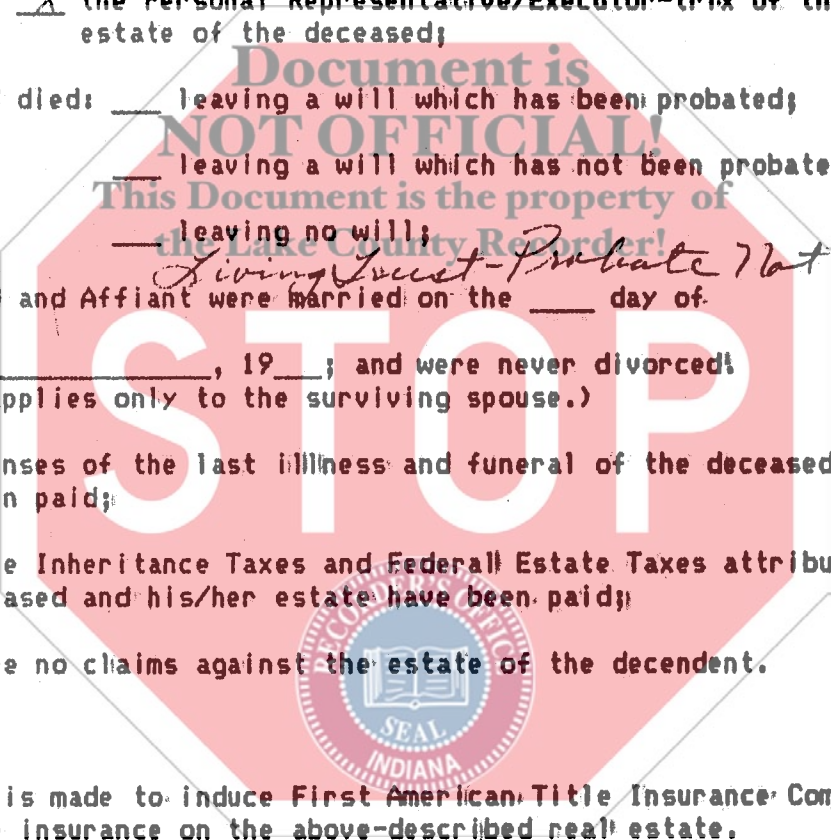 X the Personal Representative/Executor-trix of th
estate of the deceased;
Document is
died: ___ leaving a will which has been probated;
NOT OFFICIAL!
___ leaving a will which has not been probate
This Document is the property of
___ leaving no will;
the Lake County Recorder!
Living Trust - Probate Not
and Affiant were married on the ____ day of
______________, 19___; and were never divorced.
pplies only to the surviving spouse.)
STOP
nses of the last illness and funeral of the deceased
n paid;
e Inheritance Taxes and Federal Estate Taxes attribu
ased and his/her estate have been paid;
e no claims against the estate of the decendent.
RECORDER'S OFFIC
SEAL
INDIANA
is made to induce First American Title Insurance Com
insurance on the above-described real estate.